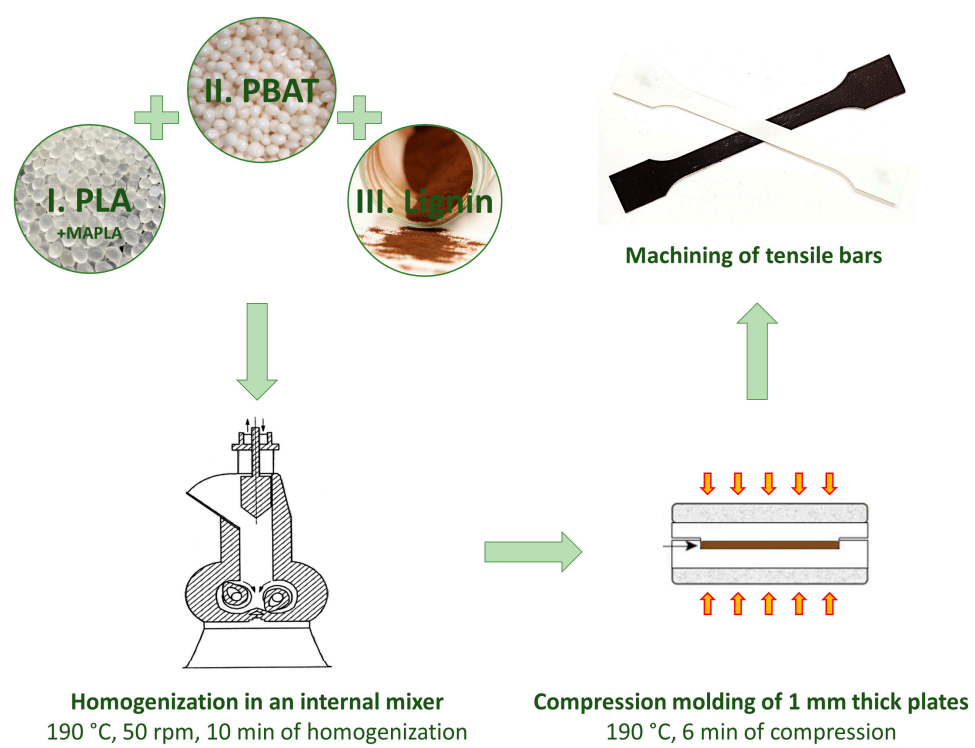 I. PLA
+MAPLA
II. PBAT
III. Lignin
Machining of tensile bars
Homogenization in an internal mixer
190 °C, 50 rpm, 10 min of homogenization
Compression molding of 1 mm thick plates
190 °C, 6 min of compression